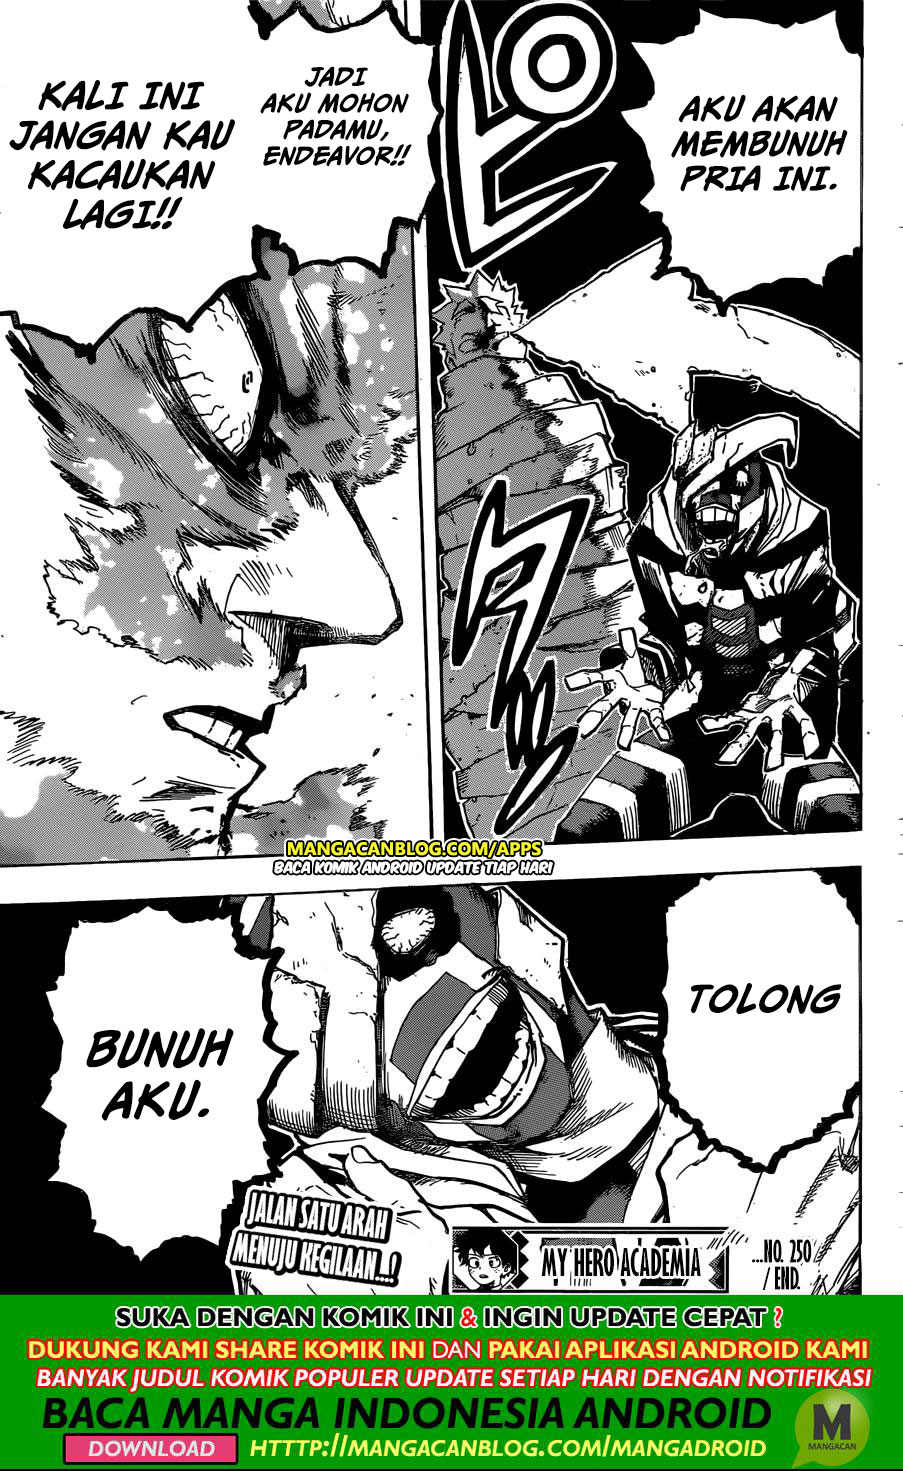 AKU AKAN
MEMBUNUH
PRIA INI.
JADI
AKU MOHON
PADAMU,
ENDEAVOR!!
KALI INI
JANGAN KAU
KACAUKAN
LAGI!!
MANGACANBLOG.COM/APPS
BACA KOMIK ANDROID UPDATE TIAP HARI
TOLONG
BUNUH
AKU.
JALAN SATU ARAH
MENUJU KEGILAAN...!
MY HERO ACADEMIA
...NO. 250
/ END.
SUKA DENGAN KOMIK INI & INGIN UPDATE CEPAT ?
DUKUNG KAMI SHARE KOMIK INI DAN PAKAI APLIKASI ANDROID KAMI
BANYAK JUDUL KOMIK POPULER UPDATE SETIAP HARI DENGAN NOTIFIKASI
BACA MANGA INDONESIA ANDROID
M
MANGACAN
DOWNLOAD HTTTP://MANGACANBLOG.COM/MANGADROID